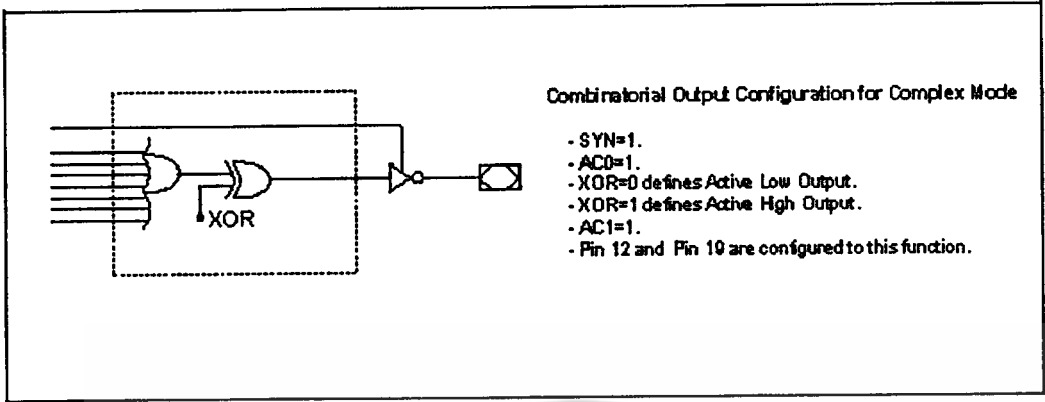 Combinatorial Output Configuration for Complex Mode
- SYN=1.
- AC0=1.
- XOR=0 defines Active Low Output.
- XOR=1 defines Active High Output.
- AC1=1.
- Pin 12 and Pin 19 are configured to this function.
XOR